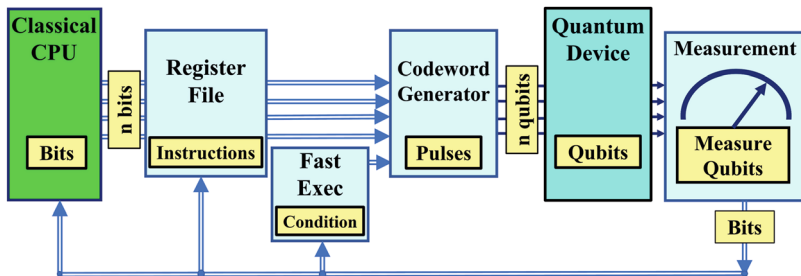 Classical
CPU
Bits
n bits
Register
File
Instructions
Fast
Exec
Condition
Codeword
Generator
Pulses
n qubits
Quantum
Device
Qubits
Measurement
Measure
Qubits
Bits